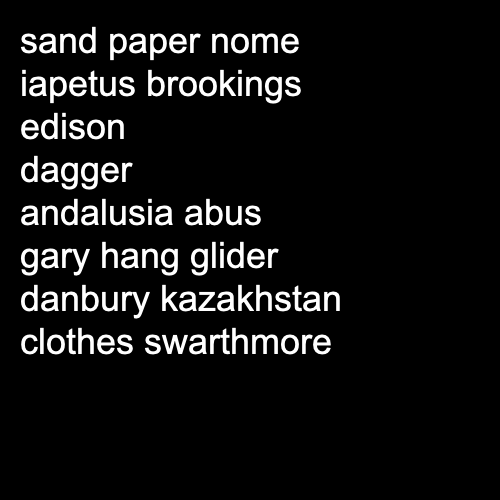 sand paper nome
iapetus brookings
edison
dagger
andalusia abus
gary hang glider
danbury kazakhstan
clothes swarthmore